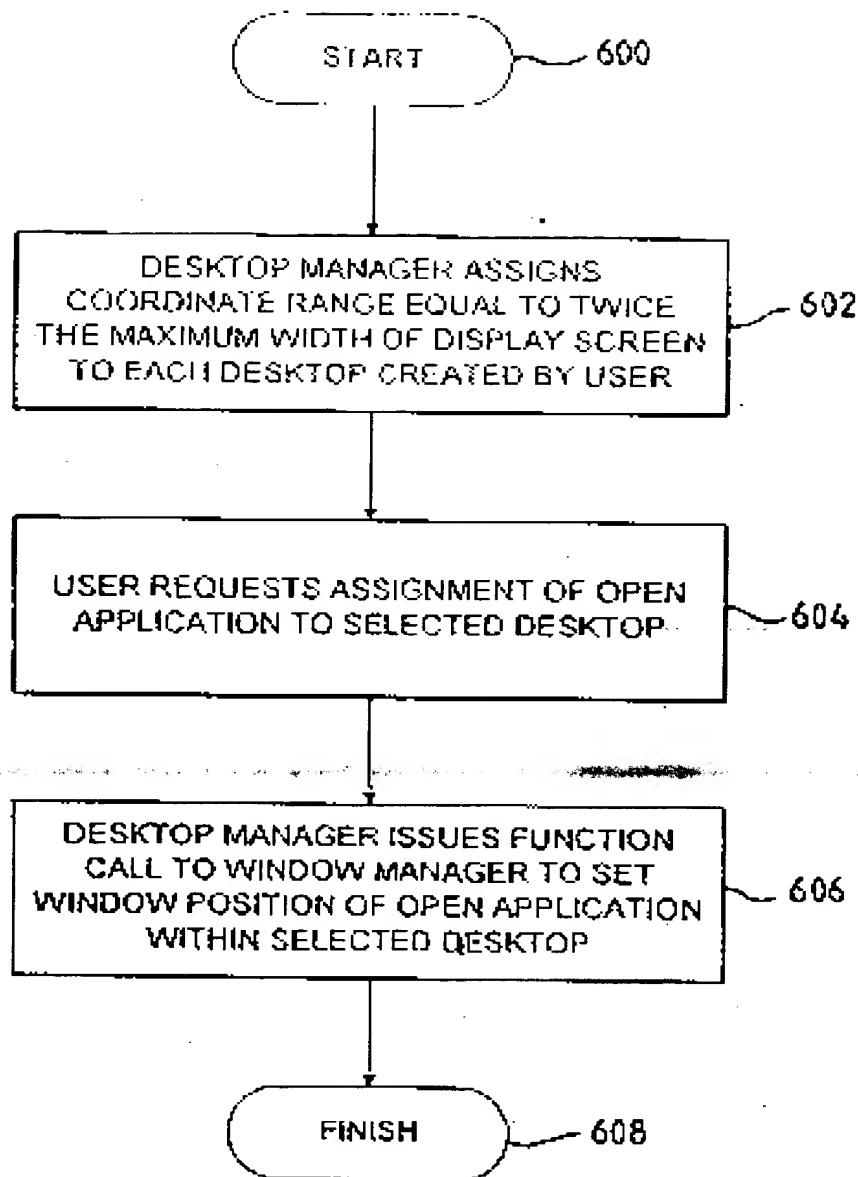 START
600
DESKTOP MANAGER ASSIGNS
COORDINATE RANGE EQUAL TO TWICE
THE MAXIMUM WIDTH OF DISPLAY SCREEN
TO EACH DESKTOP CREATED BY USER
602
USER REQUESTS ASSIGNMENT OF OPEN
APPLICATION TO SELECTED DESKTOP
604
DESKTOP MANAGER ISSUES FUNCTION
CALL TO WINDOW MANAGER TO SET
WINDOW POSITION OF OPEN APPLICATION
WITHIN SELECTED DESKTOP
606
FINISH
608